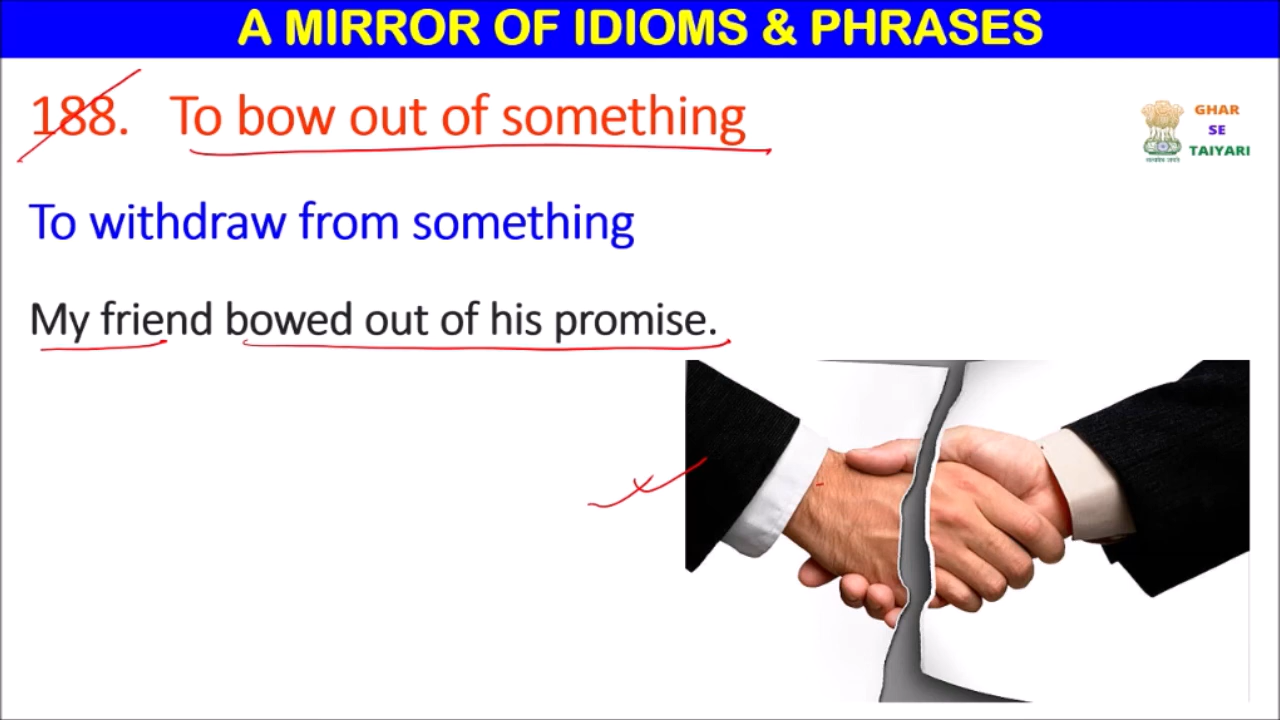 A MIRROR OF IDIOMS & PHRASES
188. To bow out of something
GHAR
SE
TAIYARI
To withdraw from something
My friend bowed out of his promise.